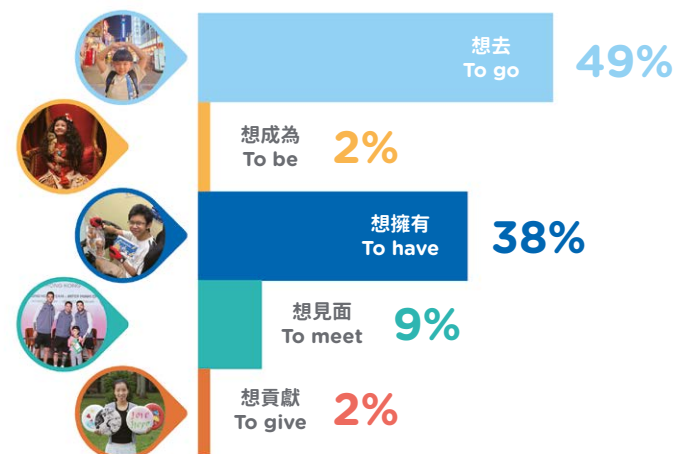 想去
To go
49%
想成為
To be
2%
想擁有
To have
38%
想見面
To meet
9%
想貢獻
To give
2%